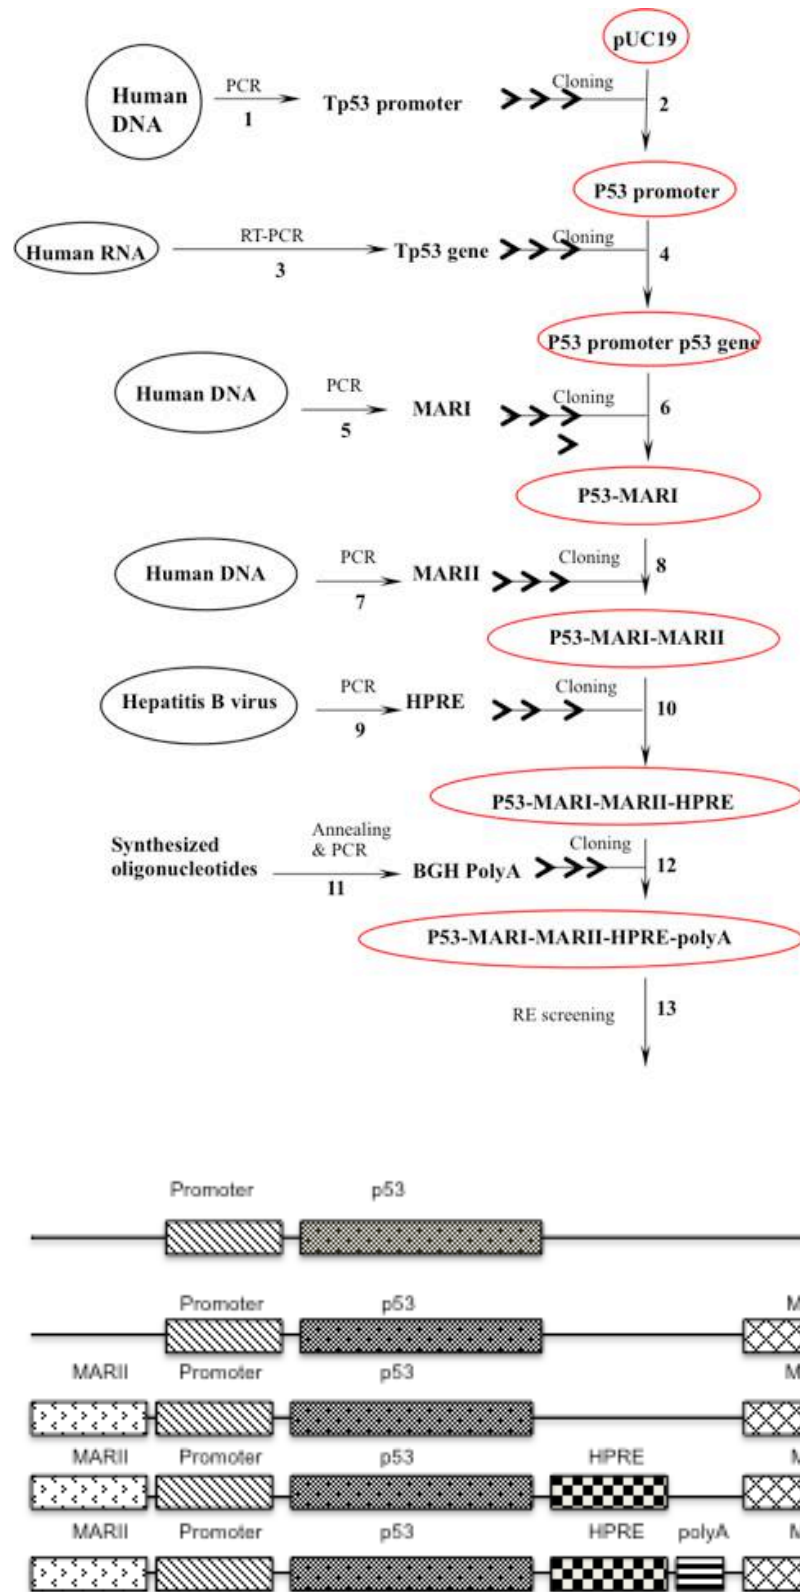 pUC19
Human DNA
PCR
1
Tp53 promoter
Cloning
2
P53 promoter
Human RNA
RT-PCR
3
Tp53 gene
Cloning
4
P53 promoter p53 gene
Human DNA
PCR
5
MARI
Cloning
6
P53-MARI
Human DNA
PCR
7
MARII
Cloning
8
P53-MARI-MARII
Hepatitis B virus
PCR
9
HPRE
Cloning
10
P53-MARI-MARII-HPRE
Synthesized
oligonucleotides
Annealing
& PCR
11
BGH PolyA
Cloning
12
P53-MARI-MARII-HPRE-polyA
RE screening
13
Promoter p53
Promoter p53 M
MARII Promoter p53 M
MARII Promoter p53 HPRE M
MARII Promoter p53 HPRE polyA M